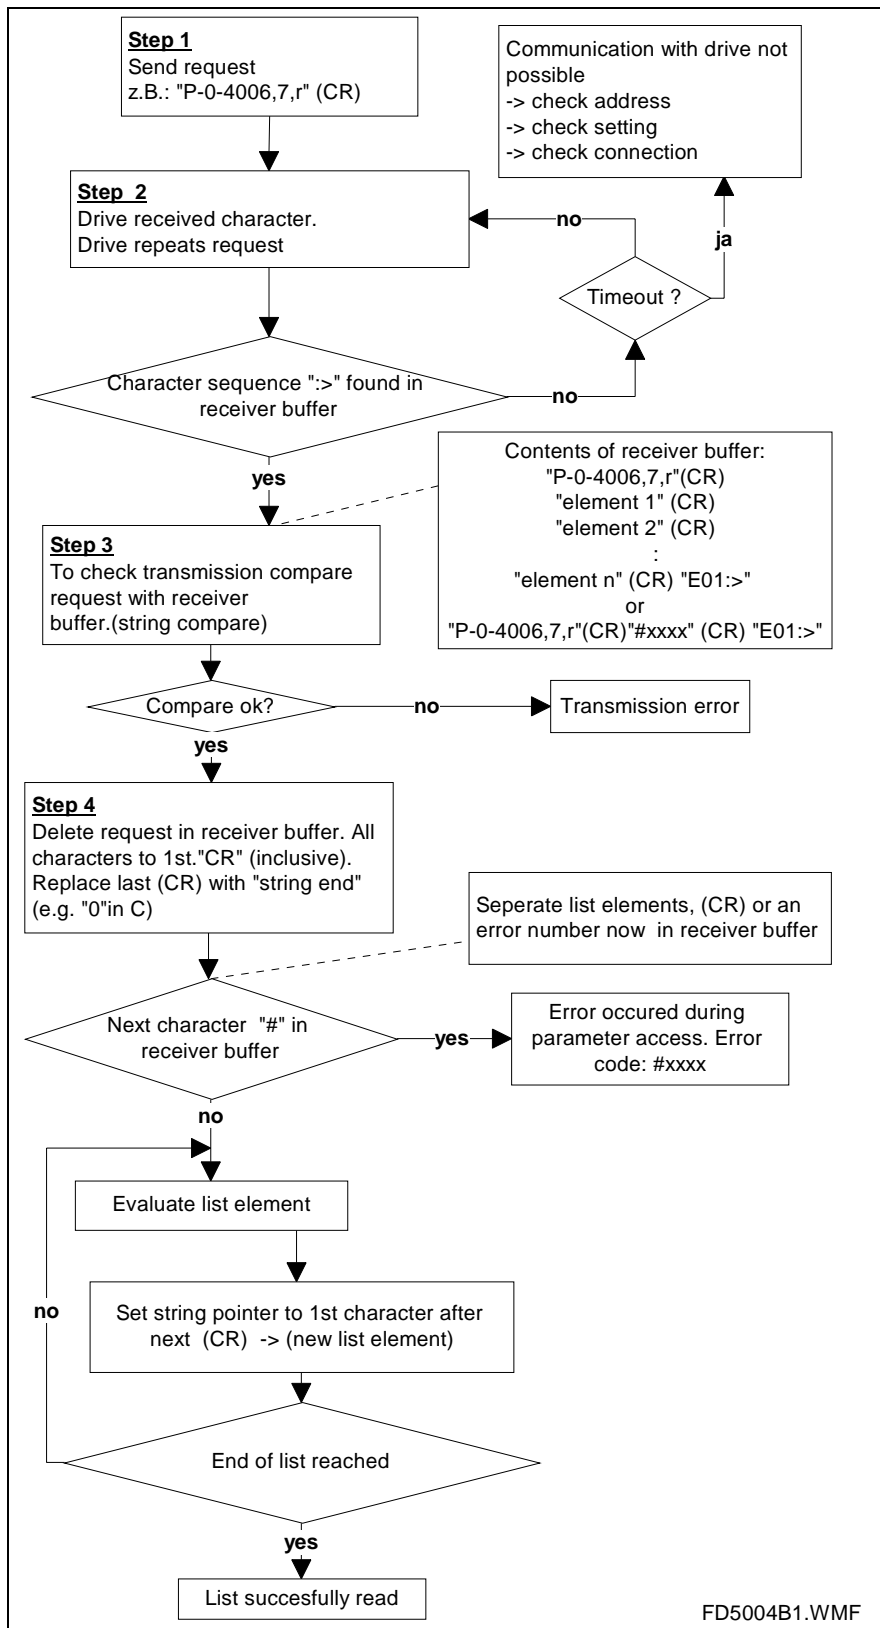 Step 1
Send request
z.B.: "P-0-4006,7,r" (CR)
Communication with drive not
possible
-> check address
-> check setting
-> check connection
Step  2
Drive received character.
Drive repeats request
no
ja
Timeout ?
Character sequence ":>" found in
receiver buffer
no
yes
Contents of receiver buffer:
"P-0-4006,7,r"(CR)
"element 1" (CR)
"element 2" (CR)
:
"element n" (CR) "E01:>"
or
"P-0-4006,7,r"(CR)"#xxxx" (CR) "E01:>"
Step 3
To check transmission compare
request with receiver
buffer.(string compare)
Compare ok?
no
Transmission error
yes
Step 4
Delete request in receiver buffer. All
characters to 1st."CR" (inclusive).
Replace last (CR) with "string end"
(e.g. "0"in C)
Seperate list elements, (CR) or an
error number now  in receiver buffer
Next character  "#" in
receiver buffer
yes
Error occured during
parameter access. Error
code: #xxxx
no
Evaluate list element
no
Set string pointer to 1st character after
next  (CR)  -> (new list element)
End of list reached
yes
List succesfully read
FD5004B1.WMF